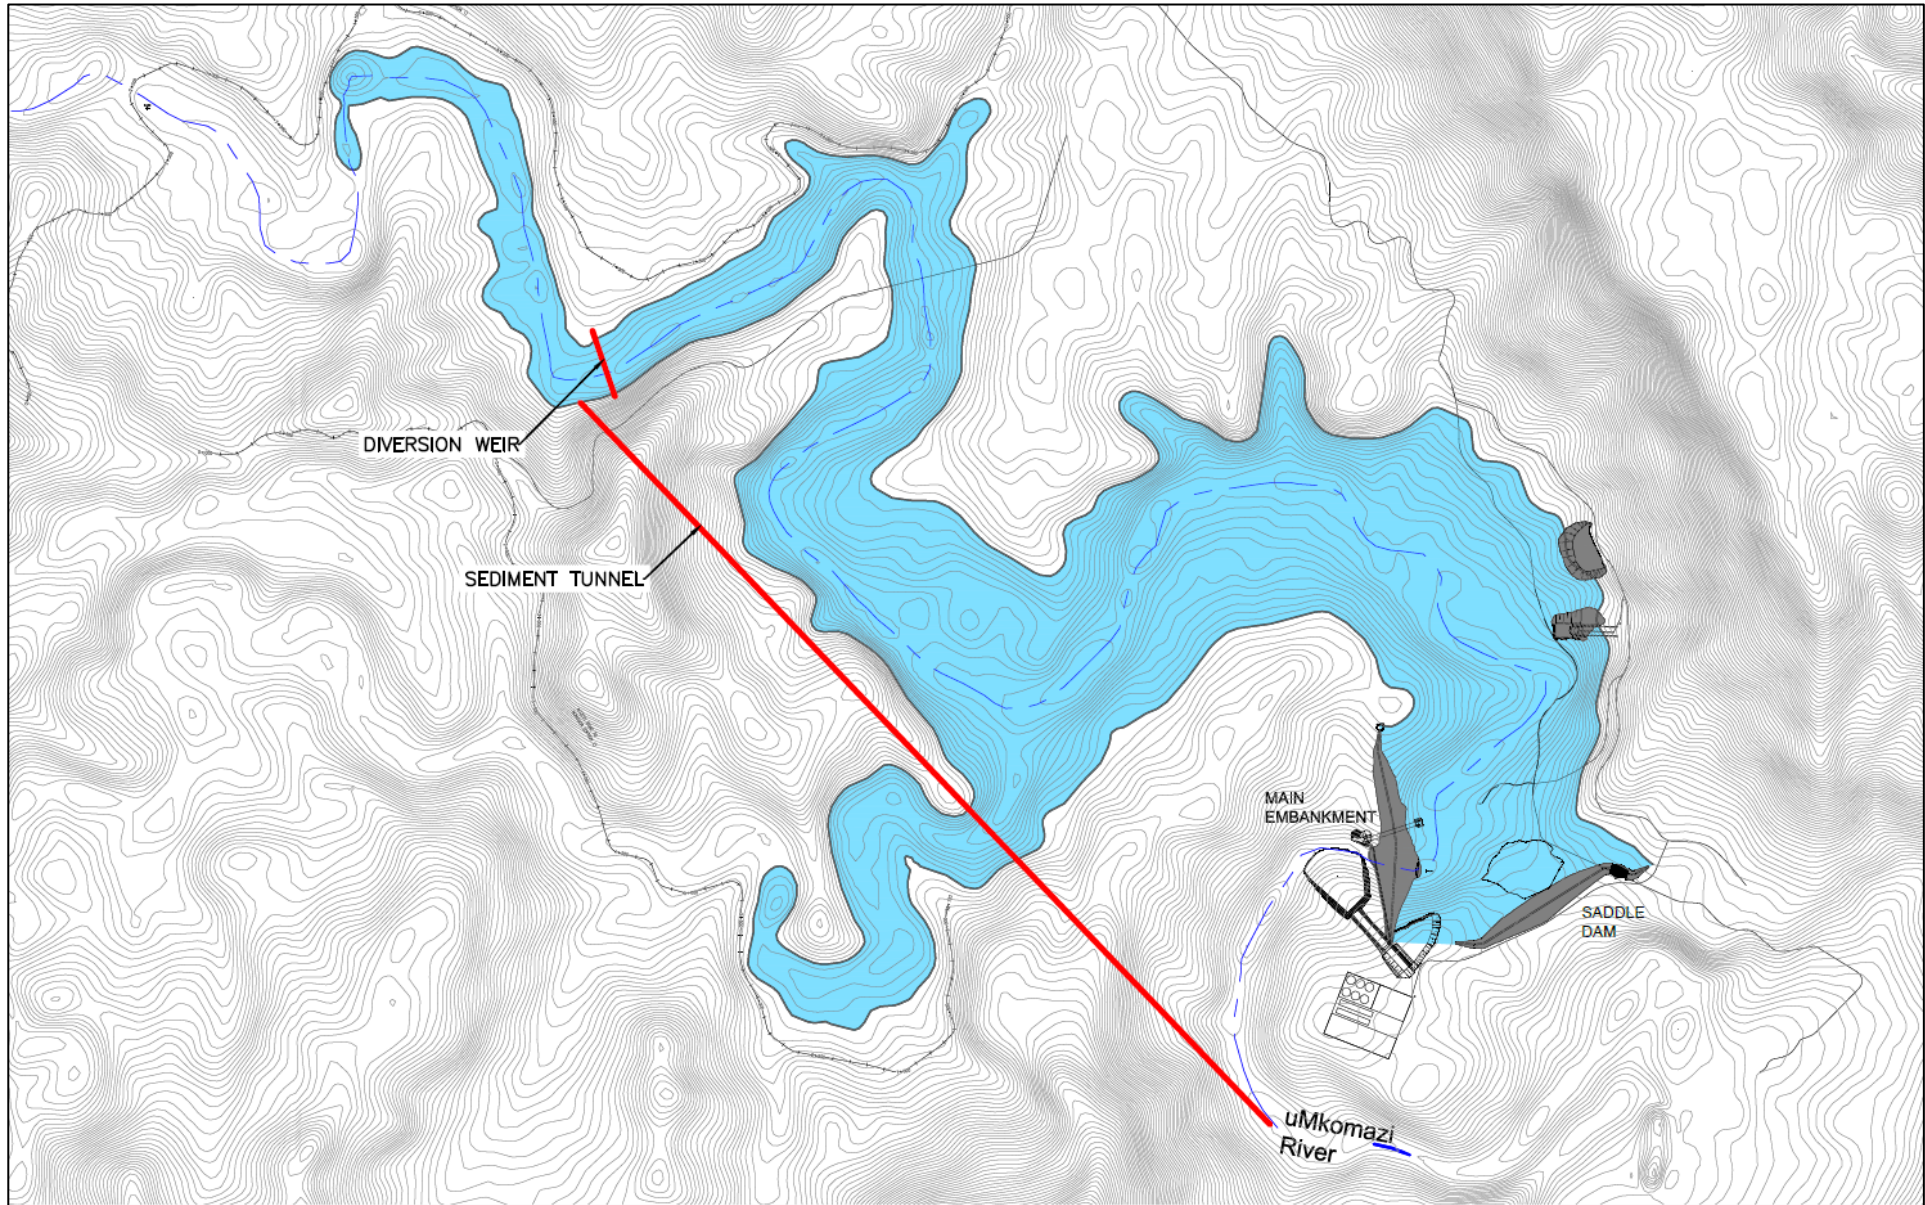 DIVERSION WEIR
SEDIMENT TUNNEL
MAIN
EMBANKMENT
SADDLE
DAM
uMkomazi
River